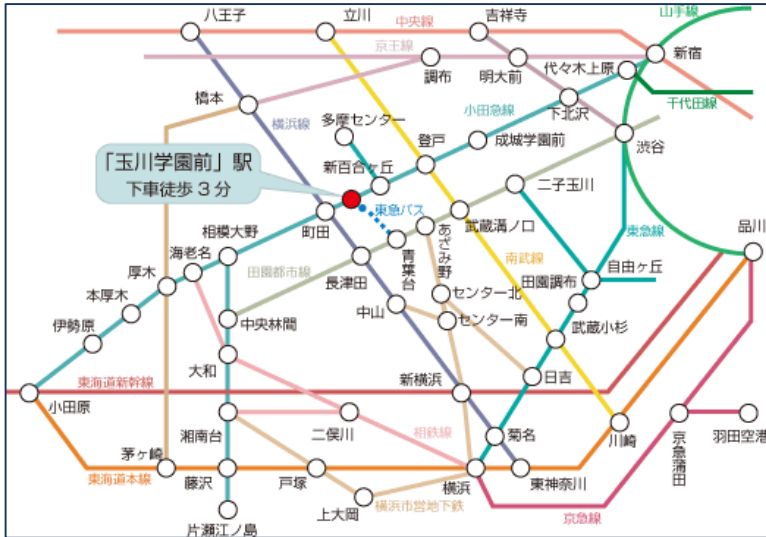 八王子
立川
中央線
吉祥寺
山手線
新宿
京王線
調布
明大前
代々木上原
千代田線
橋本
横浜線
多摩センター
小田急線
下北沢
登戸
成城学園前
渋谷
「玉川学園前」駅
下車徒歩 3 分
新百合ヶ丘
二子玉川
東急バス
町田
相模大野
海老名
あざみ野
武蔵溝ノ口
青葉台
東急線
品川
田園都市線
長津田
南武線
田園調布
自由ヶ丘
厚木
本厚木
伊勢原
センター北
中山
センター南
中央林間
武蔵小杉
大和
東海道新幹線
新横浜
日吉
小田原
湘南台
二俣川
相鉄線
菊名
川崎
京急蒲田
羽田空港
茅ヶ崎
東海道本線
藤沢
戸塚
横浜
東神奈川
上大岡
横浜市営地下鉄
京急線
片瀬江ノ島